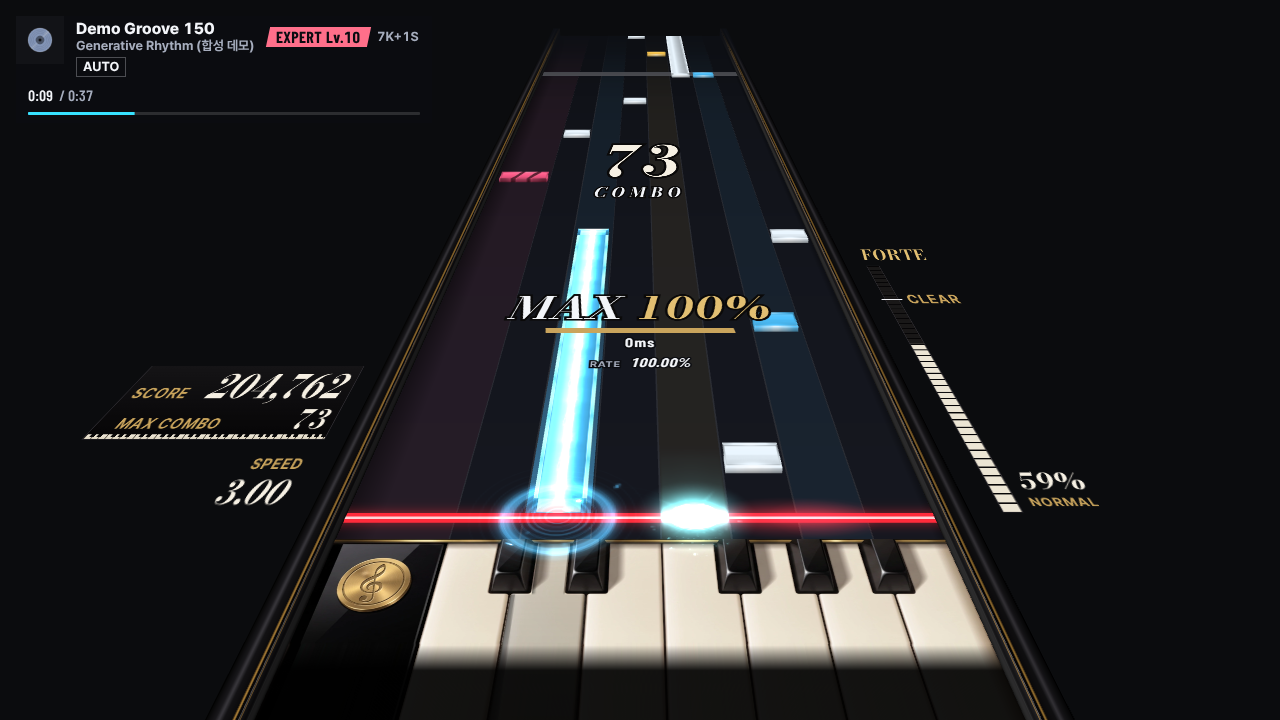 Demo Groove 150
Generative Rhythm (합성 데모)
EXPERT Lv.10 7K+1S
AUTO
0:09 / 0:37
73
COMBO
FORTE
CLEAR
MAX 100%
0ms
RATE 100.00%
SCORE 204,762
MAX COMBO 73
SPEED
3.00
59%
NORMAL